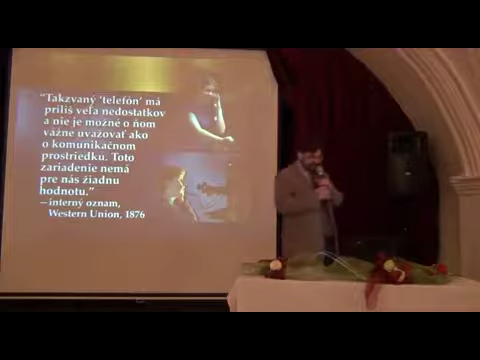 “Takzvaný ‘telefón’ má
príliš veľa nedostatkov
a nie je možné o ňom
vážne uvažovať ako
o komunikačnom
prostriedku. Toto
zariadenie nemá
pre nás žiadnu
hodnotu.”
—interný oznam,
Western Union, 1876